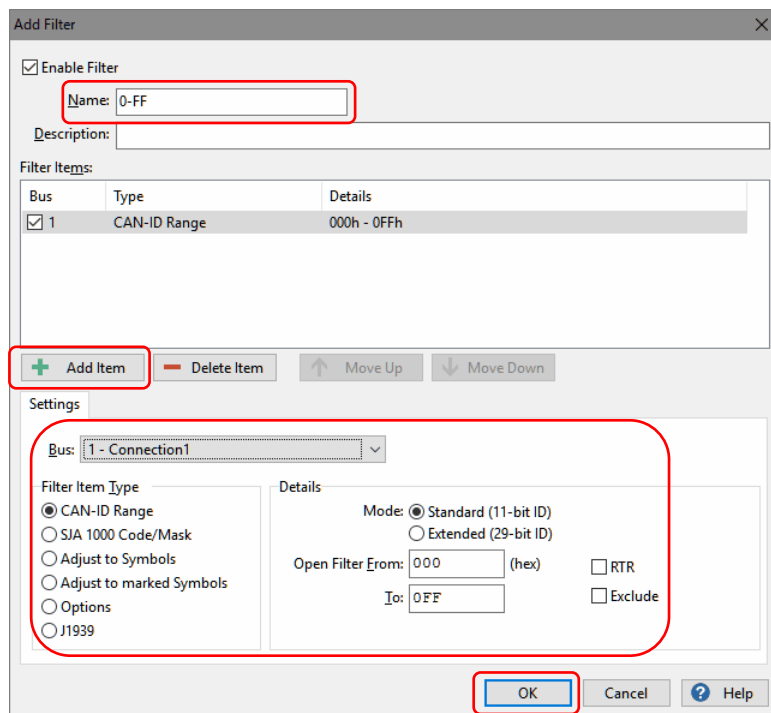 Add Filter
Enable Filter
Name: 0-FF
Description:
Filter Items:
Bus Type Details
1 CAN-ID Range 000h - 0FFh
Add Item Delete Item Move Up Move Down
Settings
Bus: 1 - Connection1
Filter Item Type Details
CAN-ID Range Mode: Standard (11-bit ID)
SJA 1000 Code/Mask Extended (29-bit ID)
Adjust to Symbols Open Filter From: 000 (hex) RTR
Adjust to marked Symbols To: 0FF Exclude
Options
J1939
OK Cancel Help